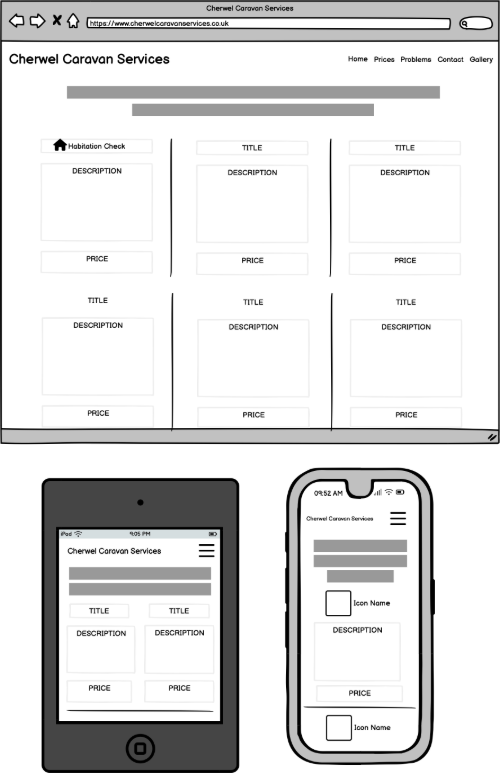 Cherwel Caravan Services
https://www.cherwelcaravanservices.co.uk
Cherwel Caravan Services
Home Prices Problems Contact Gallery
Habitation Check TITLE TITLE
DESCRIPTION DESCRIPTION DESCRIPTION
PRICE PRICE PRICE
TITLE TITLE TITLE
DESCRIPTION DESCRIPTION DESCRIPTION
PRICE PRICE PRICE
iPad 9:05 PM
Cherwel Caravan Services
TITLE TITLE
DESCRIPTION DESCRIPTION
PRICE PRICE
09:52 AM
Cherwel Caravan Services
Icon Name
DESCRIPTION
PRICE
Icon Name